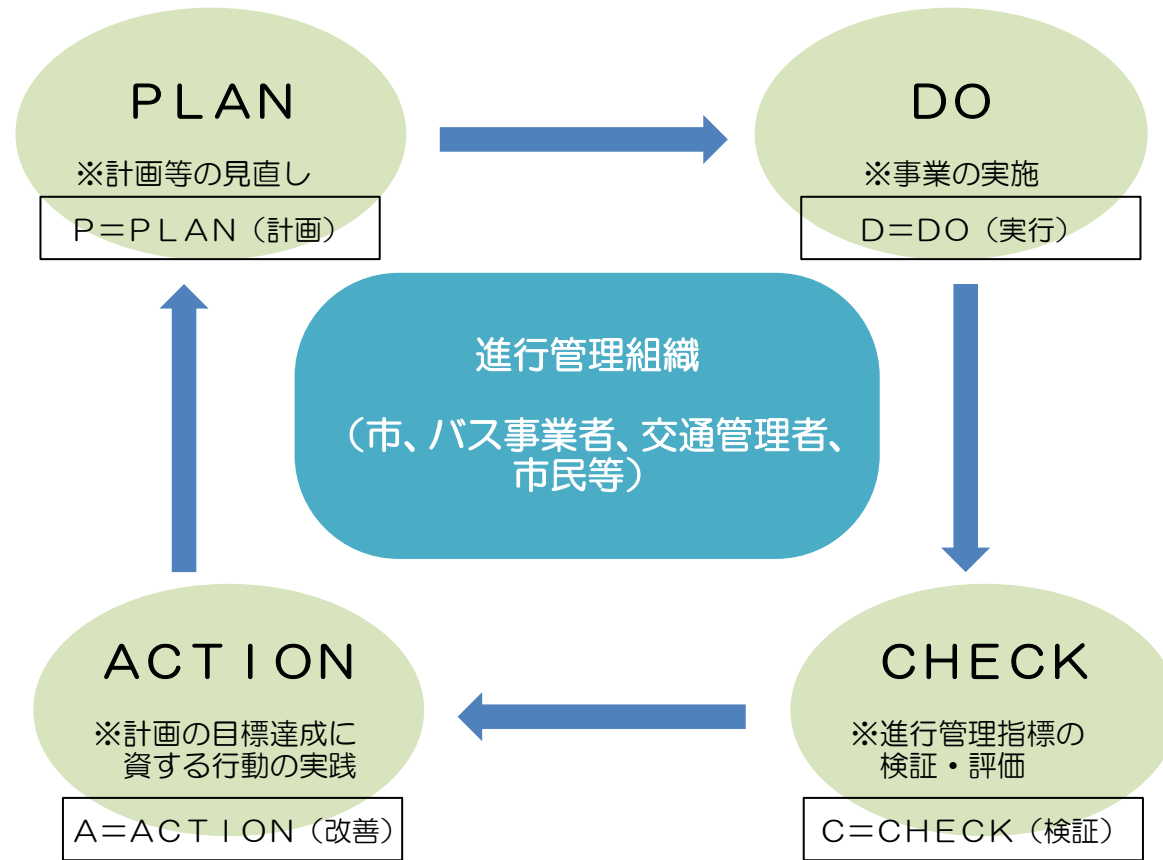 ＰＬＡＮ
※計画等の見直し
Ｐ＝ＰＬＡＮ（計画）
ＤＯ
※事業の実施
Ｄ＝ＤＯ（実行）
進行管理組織
（市、バス事業者、交通管理者、
市民等）
ＡＣＴＩＯＮ
※計画の目標達成に
資する行動の実践
Ａ＝ＡＣＴＩＯＮ（改善）
ＣＨＥＣＫ
※進行管理指標の
検証・評価
Ｃ＝ＣＨＥＣＫ（検証）